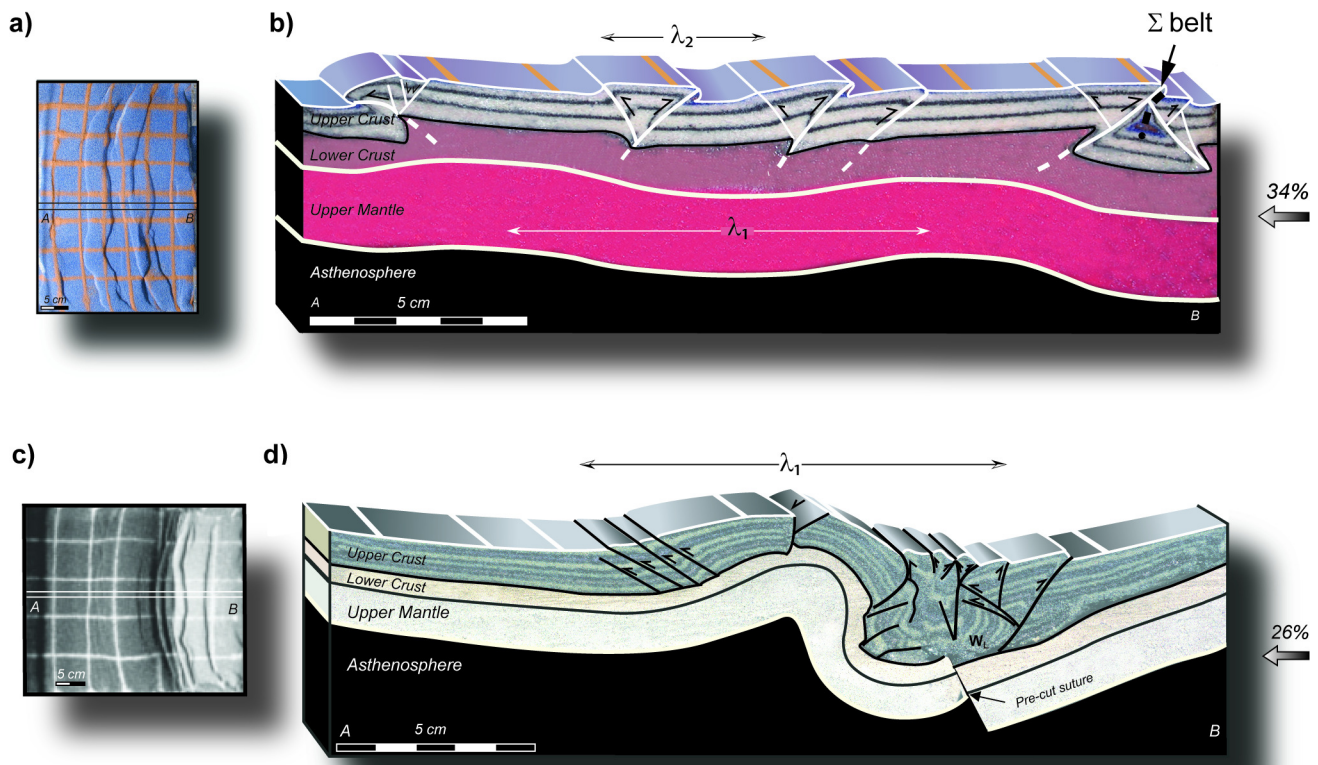 a)
A
B
5 cm
b)
λ2
Σ belt
λ1
Upper Crust
Lower Crust
Upper Mantle
λ1
Asthenosphere
A
5 cm
B
34%
c)
A
B
5 cm
d)
λ1
Upper Crust
Lower Crust
Upper Mantle
Asthenosphere
WL
Pre-cut suture
A
5 cm
B
26%